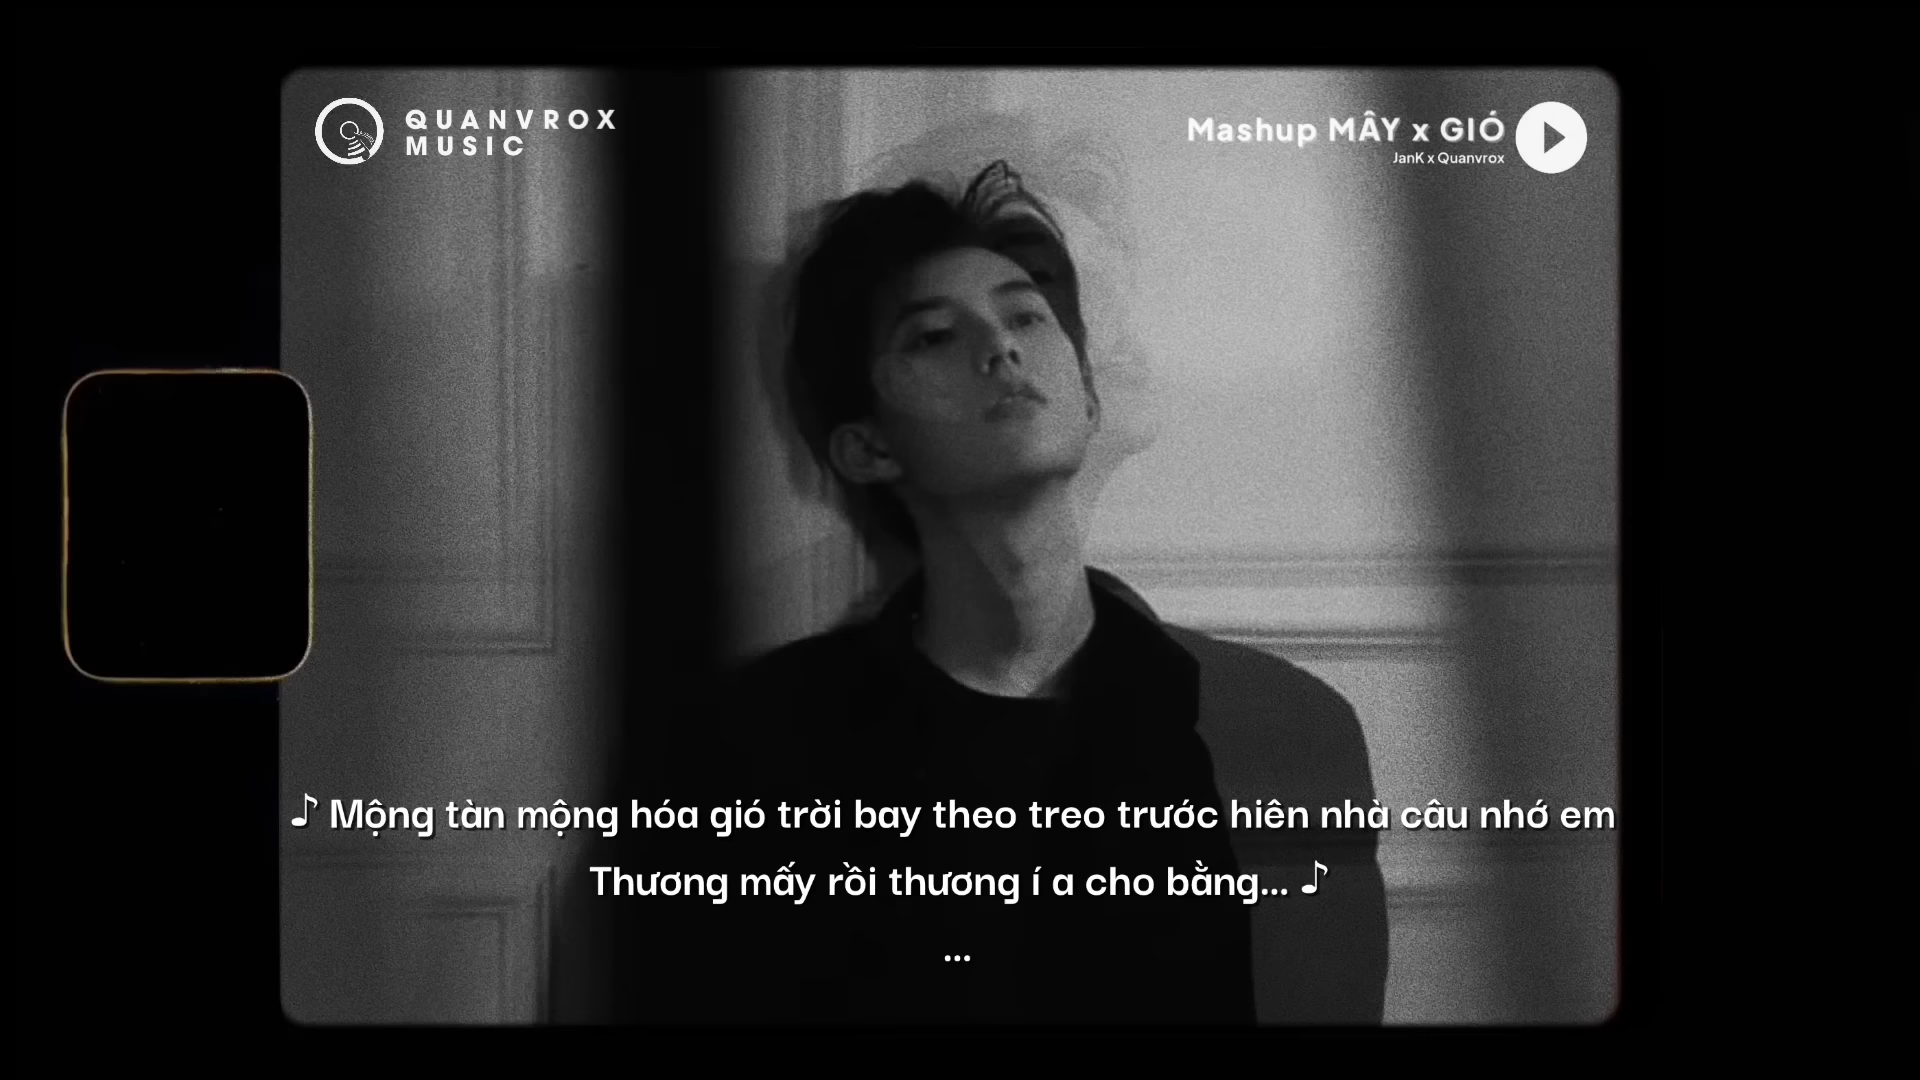 QUANVROX
MUSIC
Mashup MÂY x GIÓ
JanK x Quanvrox
♪ Mộng tàn mộng hóa gió trời bay theo treo trước hiên nhà câu nhớ em
Thương mấy rồi thương í a cho bằng... ♪
...